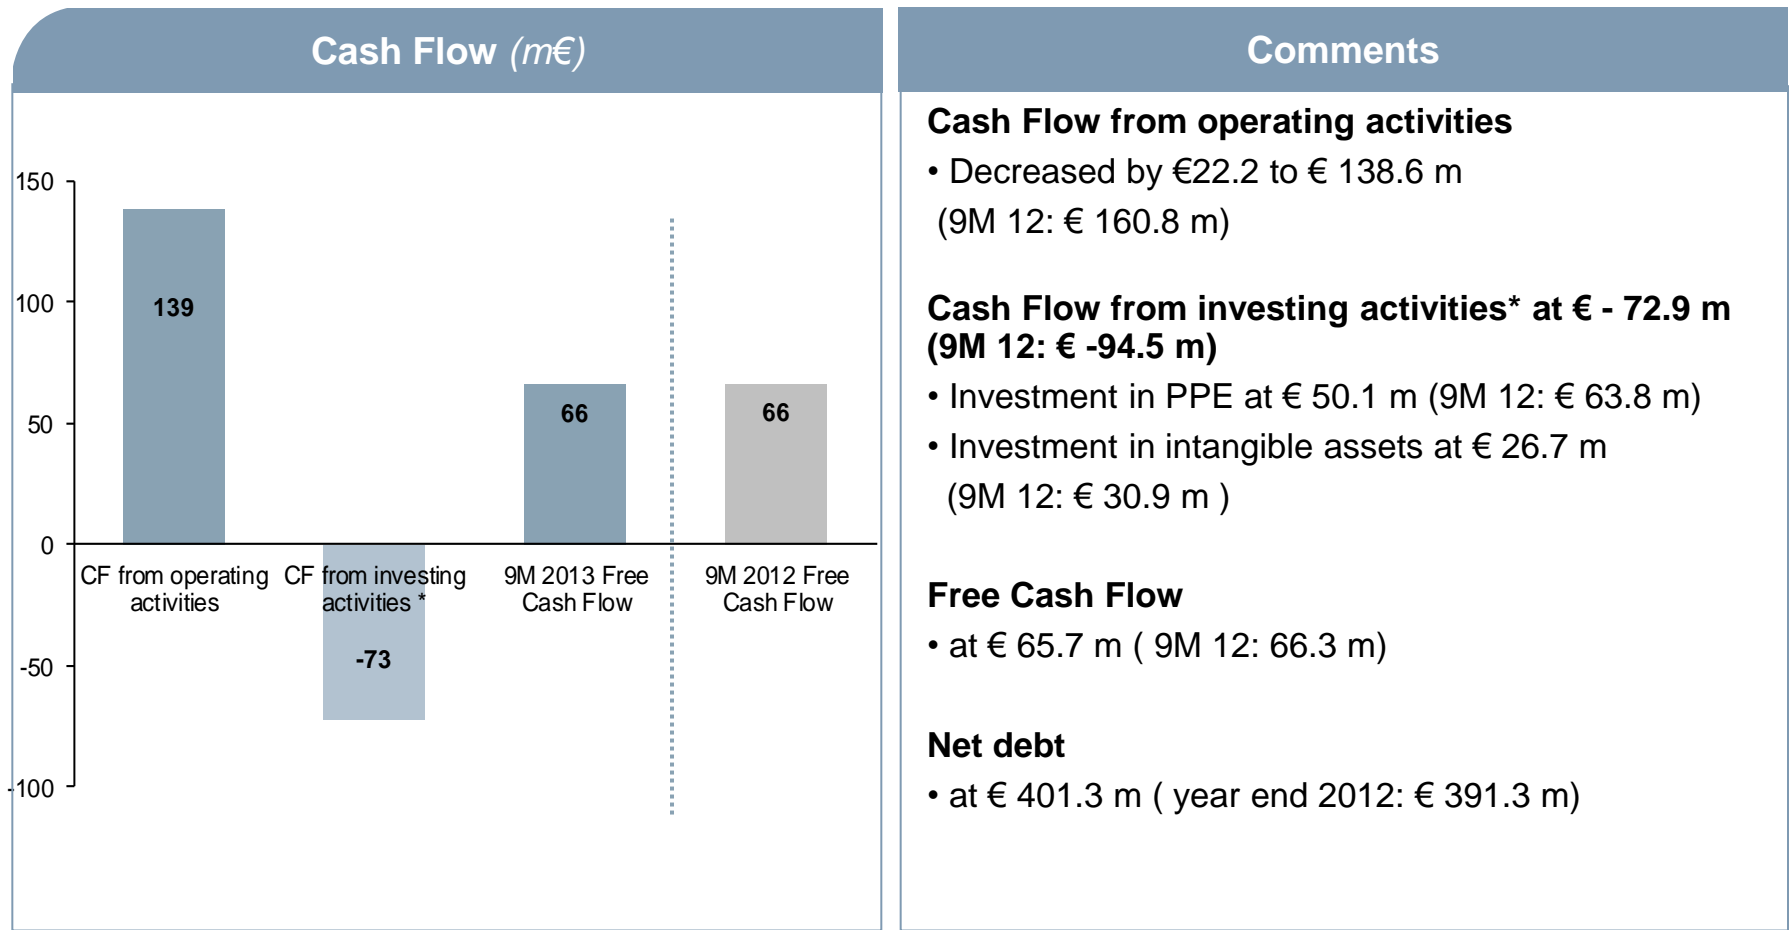 Cash Flow (m€)
150
100
50
0
-50
-100
139
-73
66
66
CF from operating
activities
CF from investing
activities *
9M 2013 Free
Cash Flow
9M 2012 Free
Cash Flow
Comments
Cash Flow from operating activities
• Decreased by €22.2 to € 138.6 m
(9M 12: € 160.8 m)
Cash Flow from investing activities* at € - 72.9 m
(9M 12: € -94.5 m)
• Investment in PPE at € 50.1 m (9M 12: € 63.8 m)
• Investment in intangible assets at € 26.7 m
(9M 12: € 30.9 m )
Free Cash Flow
• at € 65.7 m ( 9M 12: 66.3 m)
Net debt
• at € 401.3 m ( year end 2012: € 391.3 m)